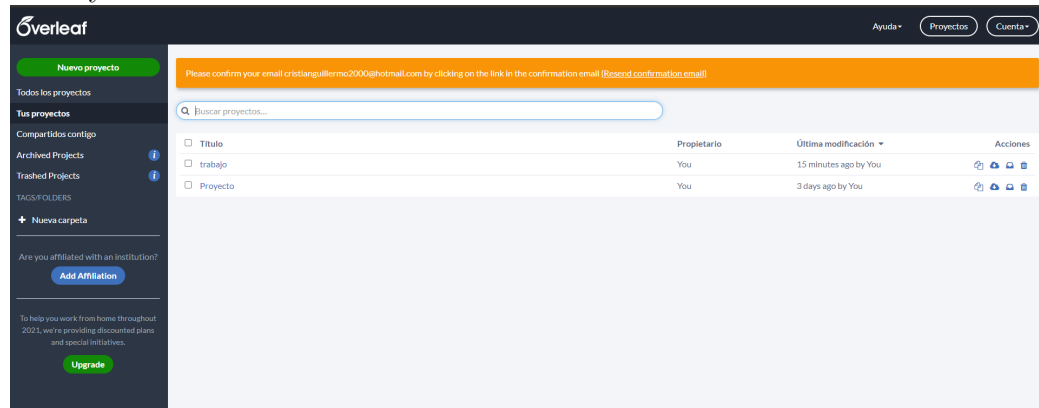 Overleaf
Ayuda
Proyectos
Cuenta
Nuevo proyecto
Todos los proyectos
Tus proyectos
Compartidos contigo
Archived Projects
Trashed Projects
TAGS/FOLDERS
Nueva carpeta
Are you affiliated with an institution?
Add Affiliation
To help you work from home throughout
2021, we're providing discounted plans
and special initiatives.
Upgrade
Please confirm your email cristianguillermo2000@hotmail.com by clicking on the link in the confirmation email (Resend confirmation email)
Buscar proyectos...
Título Propietario Última modificación Acciones
trabajo You 15 minutes ago by You
Proyecto You 3 days ago by You